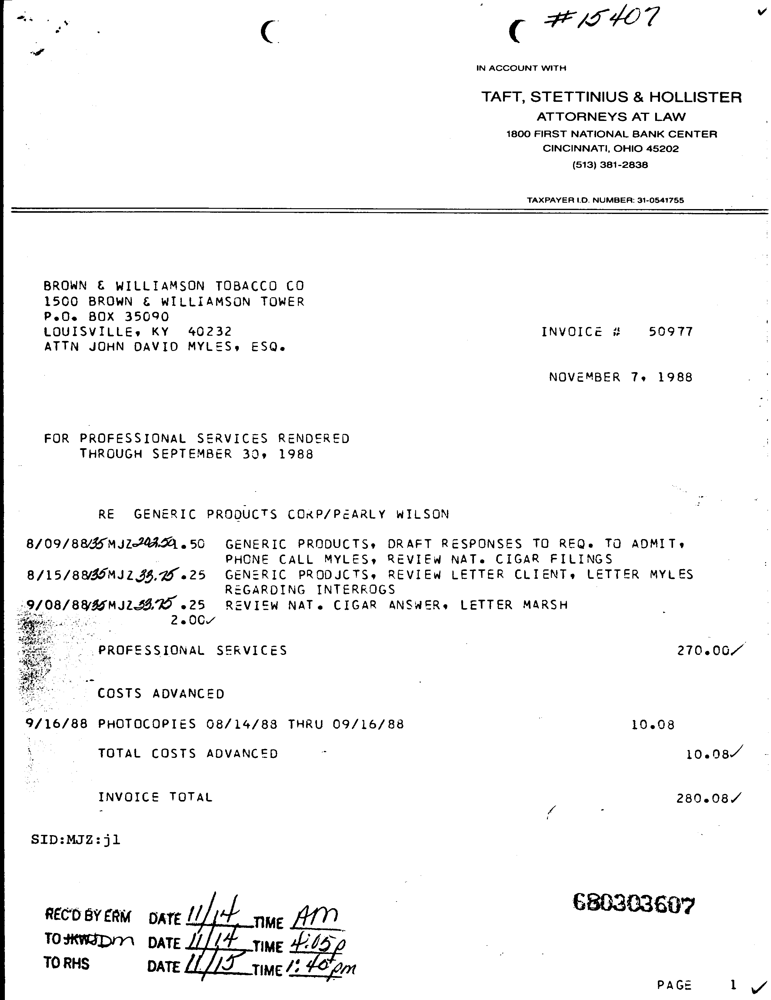 #15407
IN ACCOUNT WITH
TAFT, STETTINIUS & HOLLISTER
ATTORNEYS AT LAW
1800 FIRST NATIONAL BANK CENTER
CINCINNATI, OHIO 45202
(513) 381-2838
TAXPAYER I.D. NUMBER: 31-0541755
BROWN & WILLIAMSON TOBACCO CO
1500 BROWN & WILLIAMSON TOWER
P.O. BOX 35090
LOUISVILLE, KY 40232
ATTN JOHN DAVID MYLES, ESQ.
INVOICE # 50977
NOVEMBER 7, 1988
FOR PROFESSIONAL SERVICES RENDERED
THROUGH SEPTEMBER 30, 1988
RE GENERIC PRODUCTS CORP/PEARLY WILSON
8/09/88 135 MJZ 1.50 GENERIC PRODUCTS, DRAFT RESPONSES TO REQ. TO ADMIT,
PHONE CALL MYLES, REVIEW NAT. CIGAR FILINGS
8/15/88 135 MJZ 33.75 .25 GENERIC PRODUCTS, REVIEW LETTER CLIENT, LETTER MYLES
REGARDING INTERROGS
9/08/88 135 MJZ 33.75 .25 REVIEW NAT. CIGAR ANSWER, LETTER MARSH
2.00✓
PROFESSIONAL SERVICES 270.00✓
COSTS ADVANCED
9/16/88 PHOTOCOPIES 08/14/88 THRU 09/16/88 10.08
TOTAL COSTS ADVANCED 10.08✓
INVOICE TOTAL 280.08✓
SID:MJZ:jl
680303607
REC'D BY ERM DATE 11/14 TIME AM
TO JDM DATE 11/14 TIME 4:05p
TO RHS DATE 11/15 TIME 1:40pm
PAGE 1 ✓